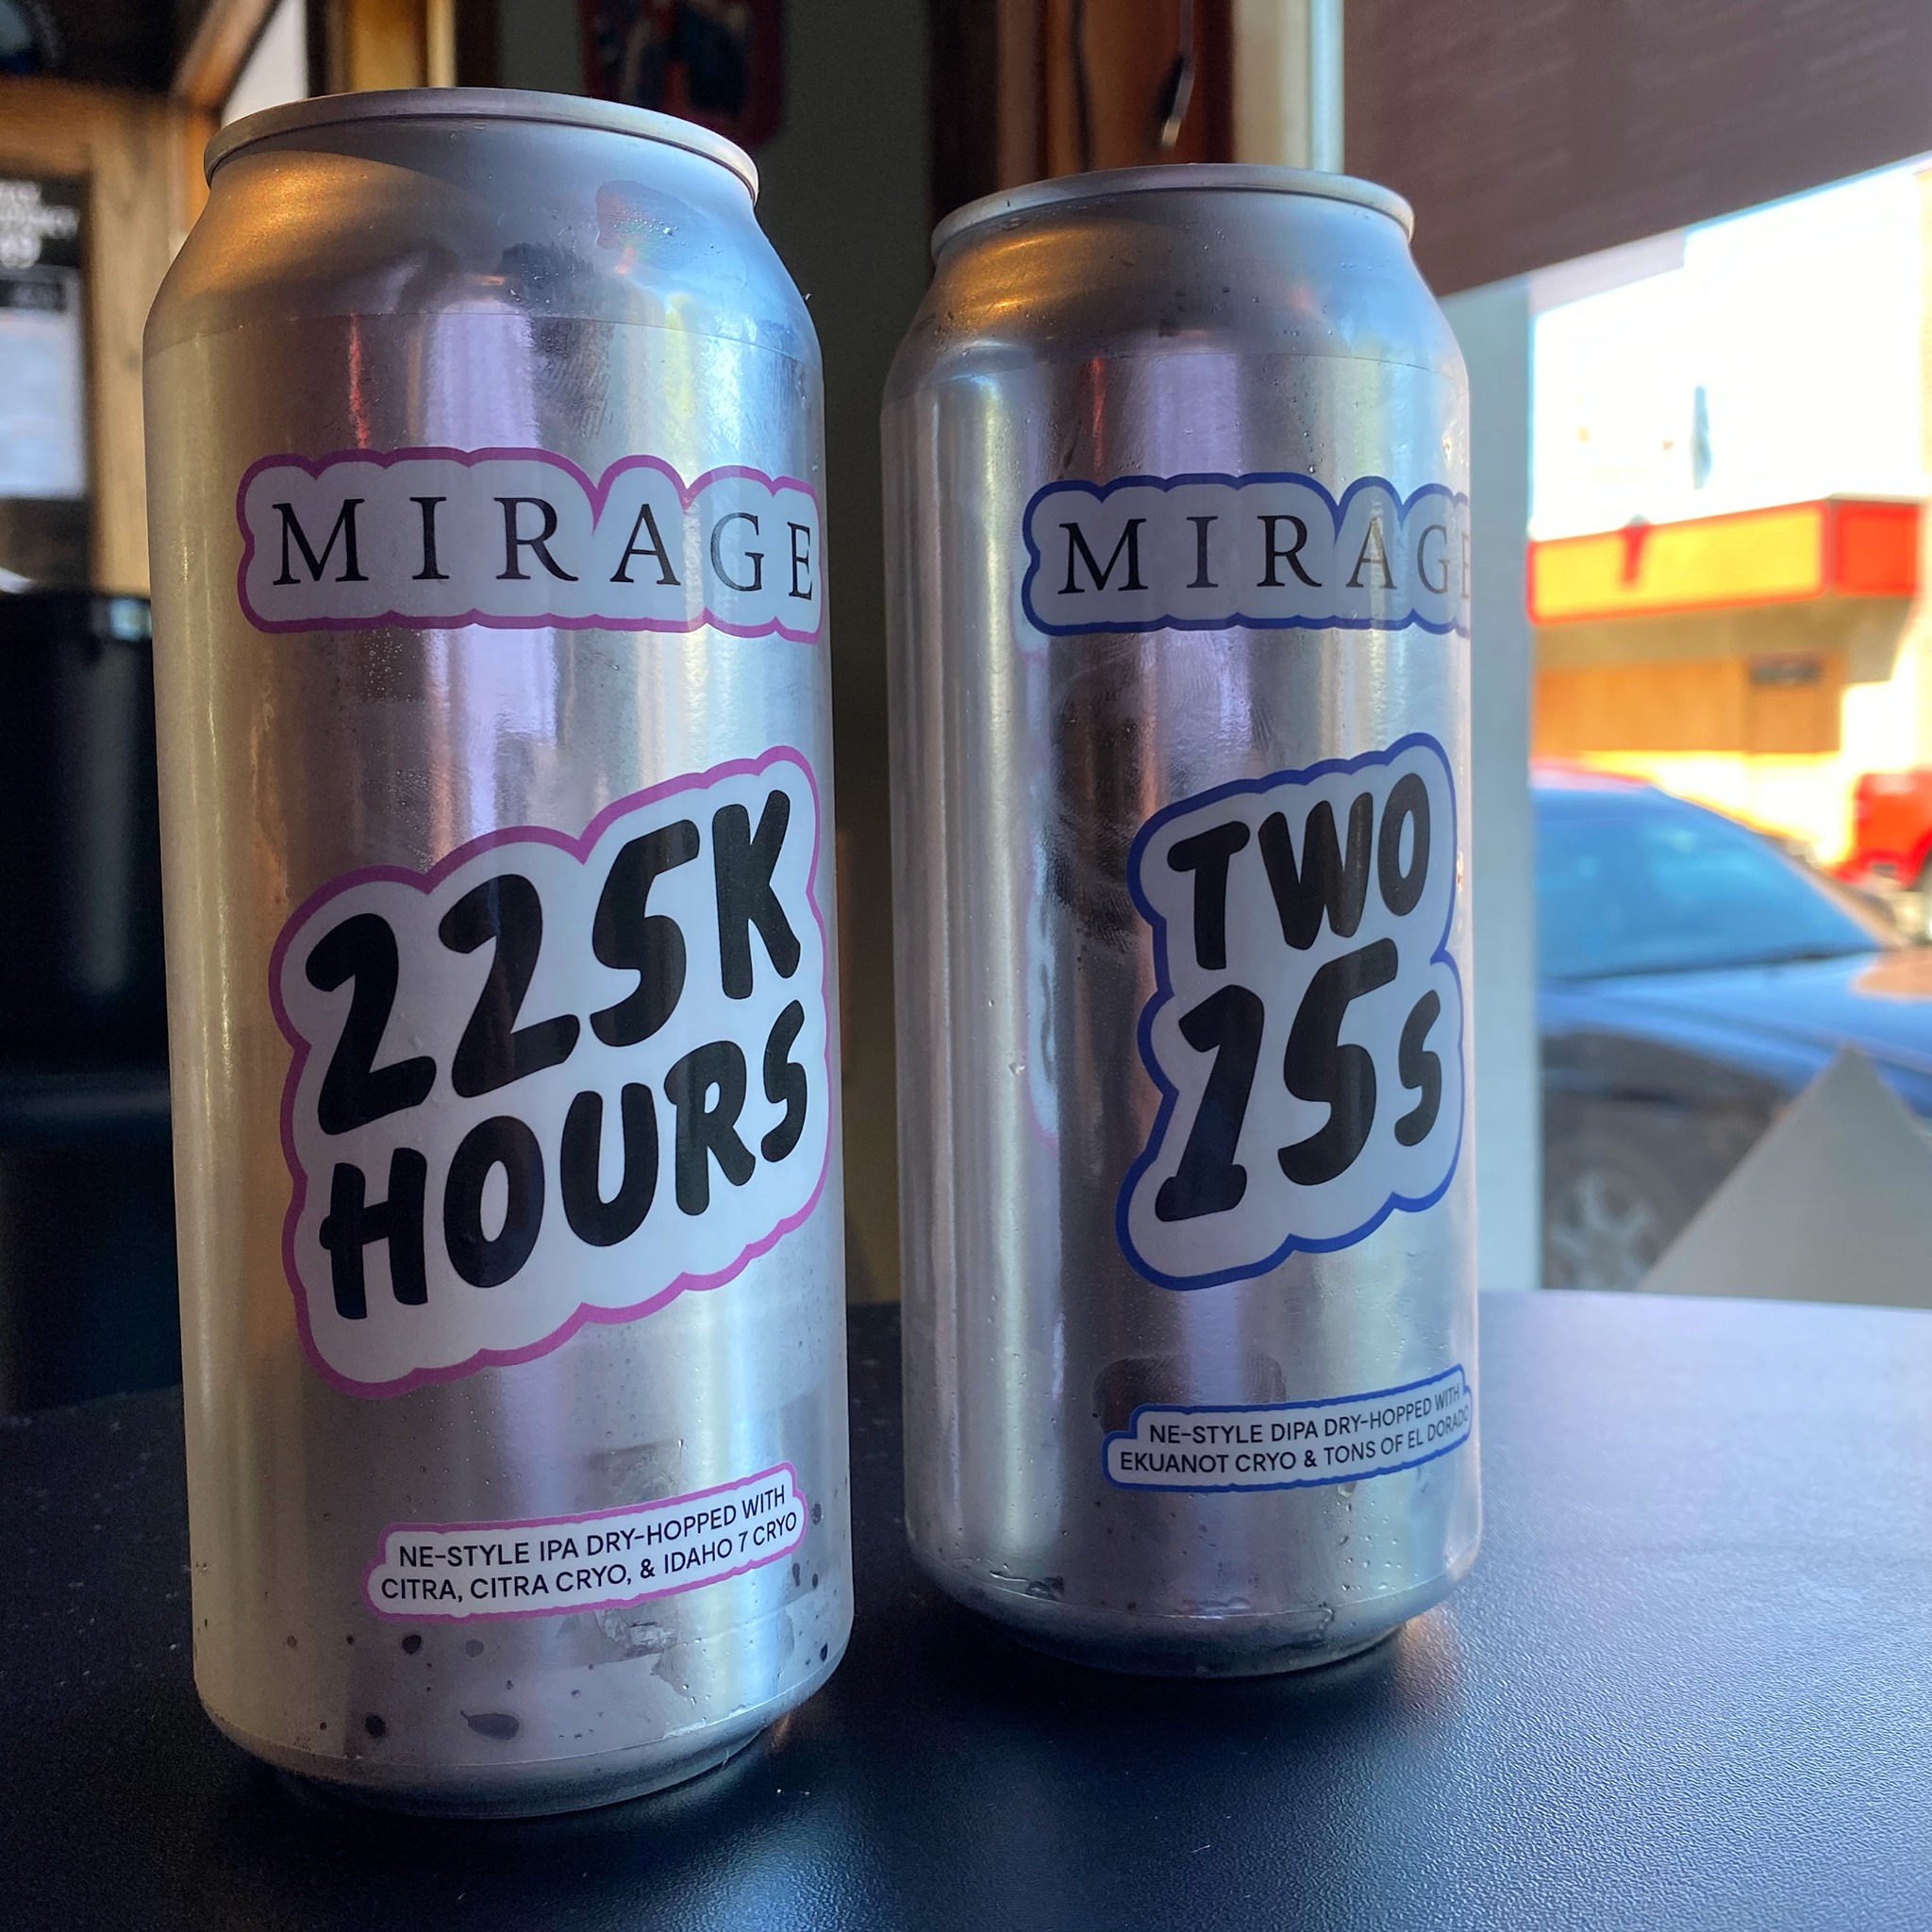 MIRAGE
225K
HOURS
NE-STYLE IPA DRY-HOPPED WITH
CITRA, CITRA CRYO, & IDAHO 7 CRYO
MIRAGE
TWO
15s
NE-STYLE DIPA DRY-HOPPED WITH
EKUANOT CRYO & TONS OF EL DORADO